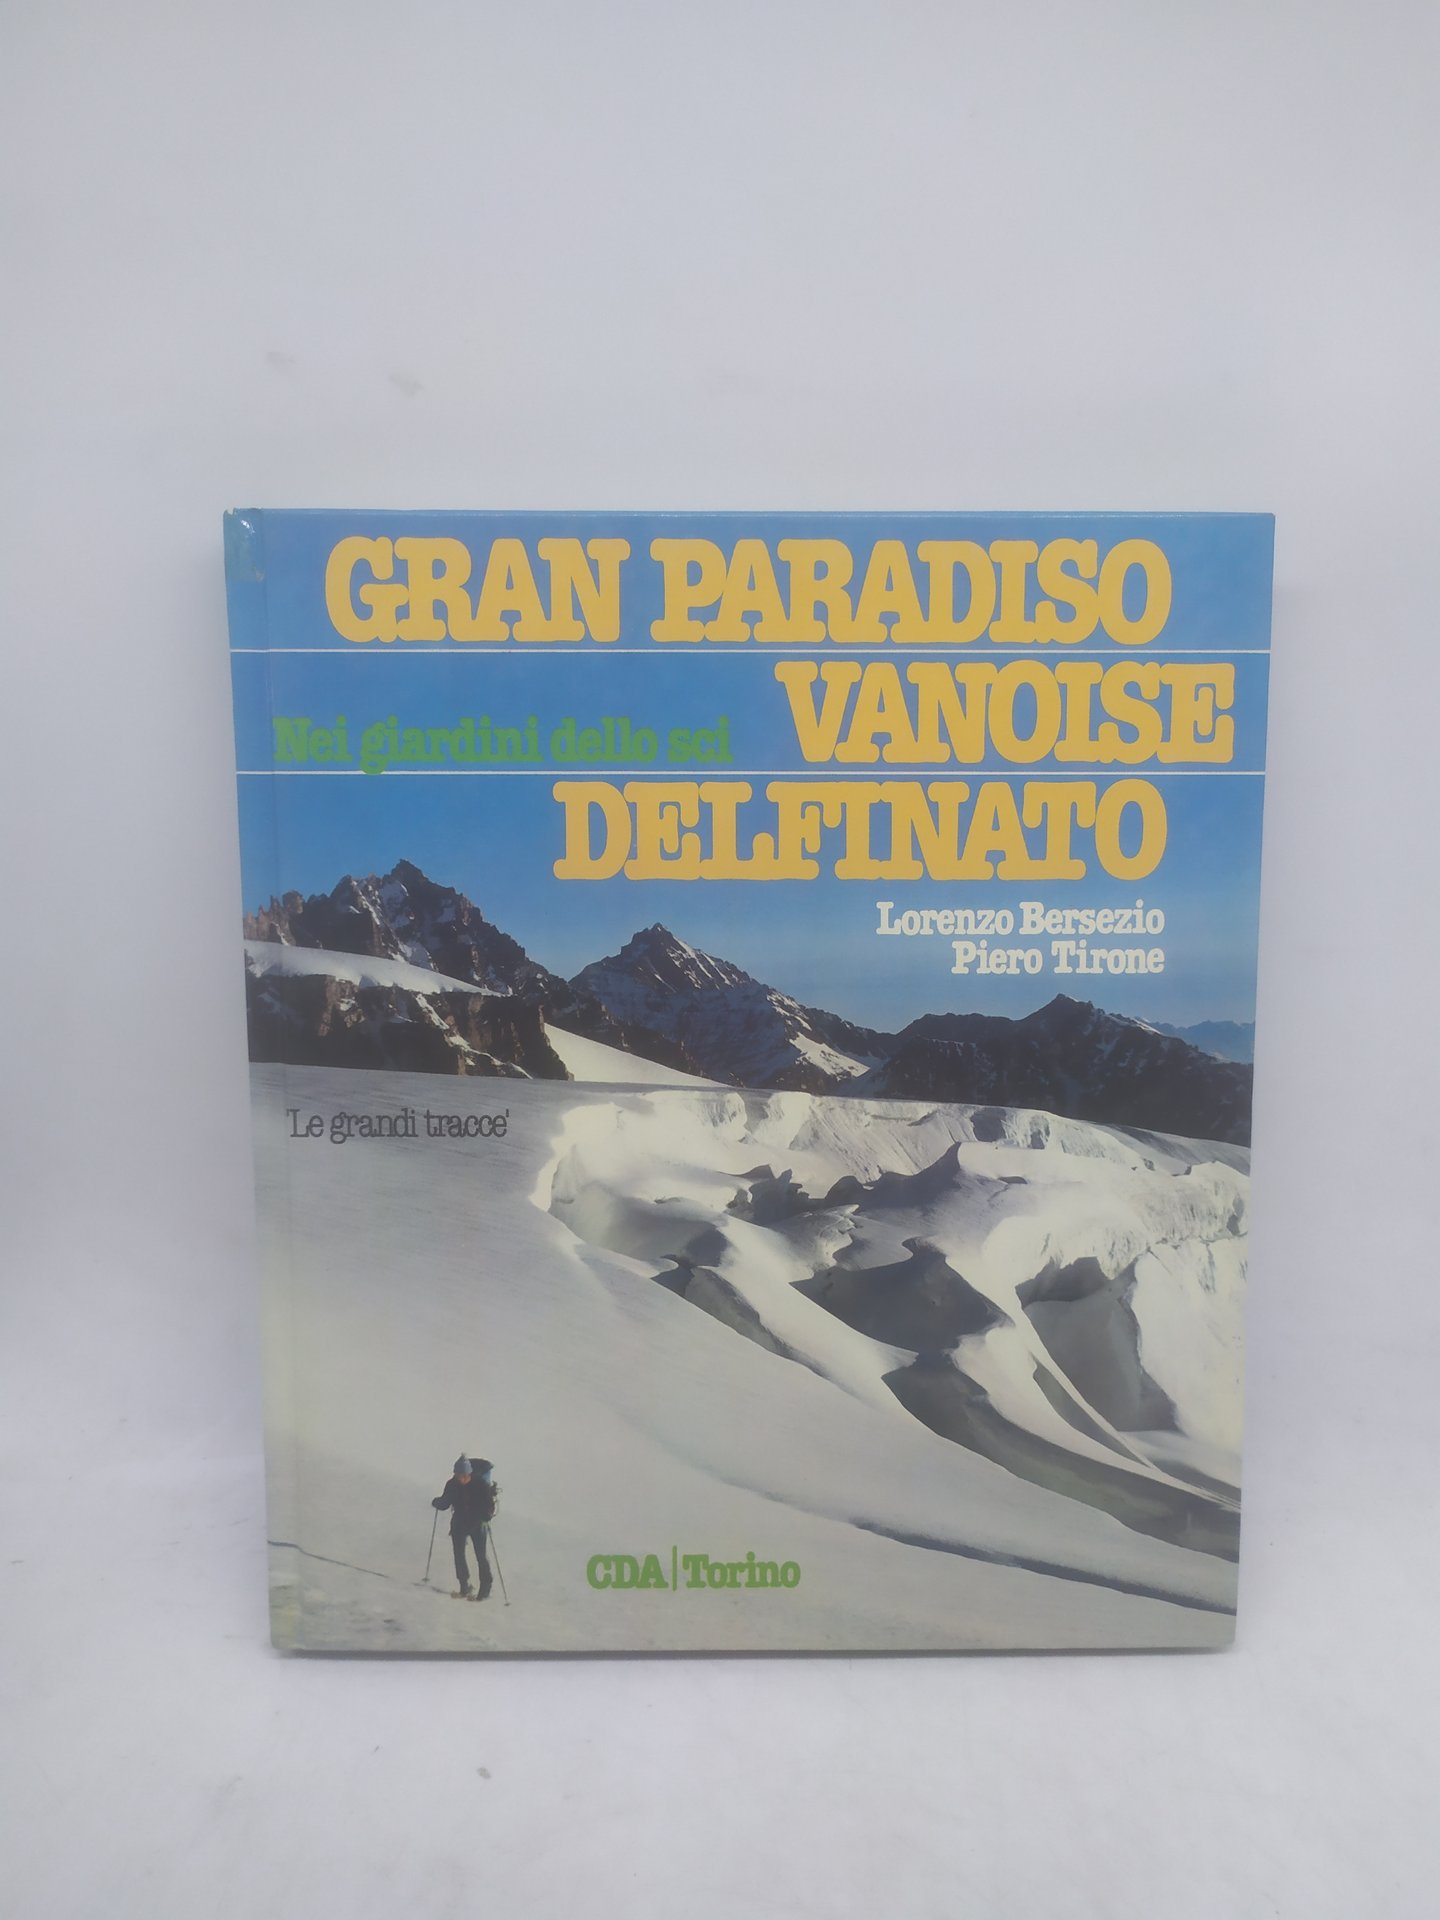 GRAN PARADISO
VANOISE
Nei giardini dello sci
DELFINATO
Lorenzo Bersezio
Piero Tirone
'Le grandi tracce'
CDA|Torino